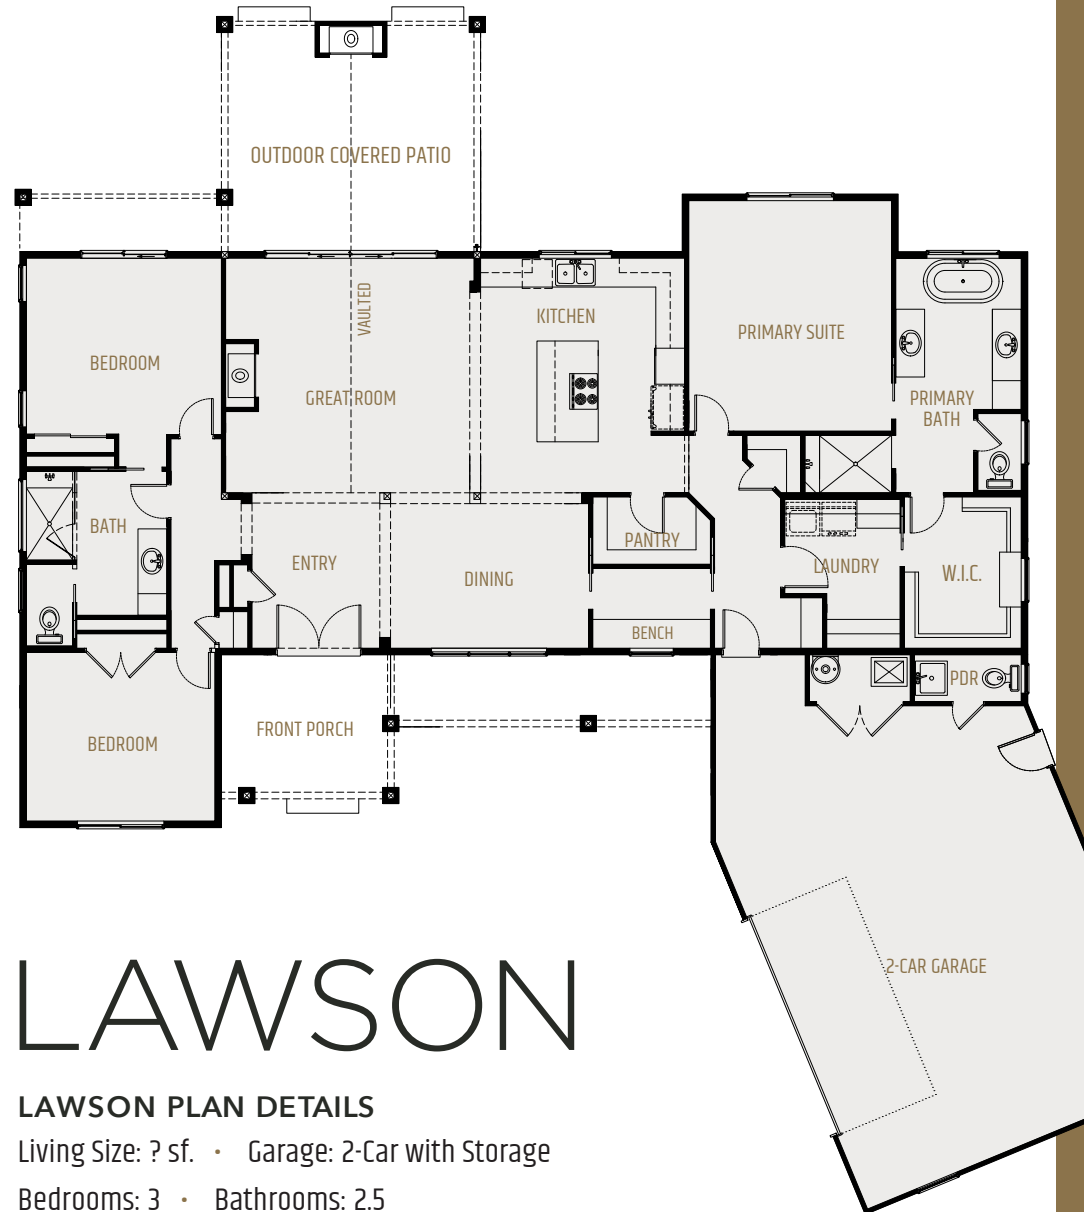 OUTDOOR COVERED PATIO
VAULTED
KITCHEN
PRIMARY SUITE
BEDROOM
GREAT ROOM
PRIMARY
BATH
BATH
PANTRY
ENTRY
DINING
LAUNDRY
W.I.C.
BENCH
PDR
FRONT PORCH
BEDROOM
2-CAR GARAGE
LAWSON
LAWSON PLAN DETAILS
Living Size: ? sf. • Garage: 2-Car with Storage
Bedrooms: 3 • Bathrooms: 2.5